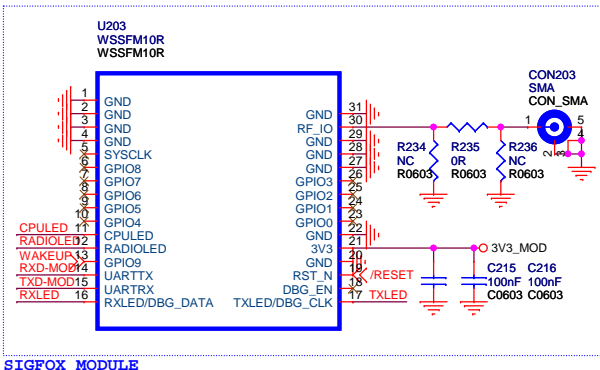 U203
WSSFM10R
WSSFM10R
CON203
SMA
CON_SMA
1 GND
2 GND
3 GND
4 GND
5 SYSCLK
6 GPIO8
7 GPIO7
8 GPIO6
9 GPIO5
10 GPIO4
CPULED 11 CPULED
RADIOLED 12 RADIOLED
WAKEUP 13 GPIO9
RXD-MOD 14 UARTTX
TXD-MOD 15 UARTRX
RXLED 16 RXLED/DBG_DATA
GND 31
RF_IO 30
GND 29
GND 28
GND 27
GPIO3 26
GPIO2 25
GPIO1 24
GPIO0 23
GND 22
3V3 21
GND 20
RST_N 19 /RESET
DBG_EN 18
TXLED/DBG_CLK 17 TXLED
R234
NC
R0603
R235
0R
R0603
R236
NC
R0603
1 5
4
2 3
3V3_MOD
C215 C216
100nF 100nF
C0603 C0603
SIGFOX MODULE